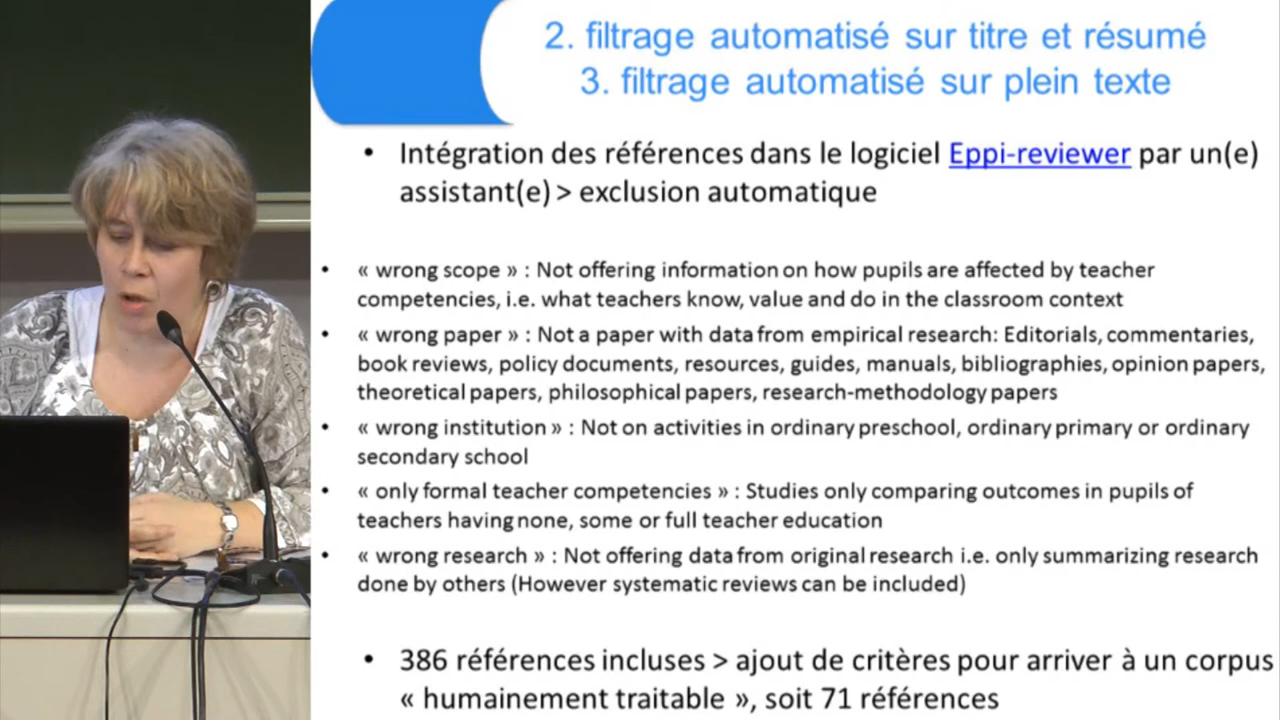 2. filtrage automatisé sur titre et résumé
3. filtrage automatisé sur plein texte
• Intégration des références dans le logiciel Eppi-reviewer par un(e)
assistant(e) > exclusion automatique
• « wrong scope » : Not offering information on how pupils are affected by teacher
competencies, i.e. what teachers know, value and do in the classroom context
• « wrong paper » : Not a paper with data from empirical research: Editorials, commentaries,
book reviews, policy documents, resources, guides, manuals, bibliographies, opinion papers,
theoretical papers, philosophical papers, research-methodology papers
• « wrong institution » : Not on activities in ordinary preschool, ordinary primary or ordinary
secondary school
• « only formal teacher competencies » : Studies only comparing outcomes in pupils of
teachers having none, some or full teacher education
• « wrong research » : Not offering data from original research i.e. only summarizing research
done by others (However systematic reviews can be included)
• 386 références incluses > ajout de critères pour arriver à un corpus
« humainement traitable », soit 71 références